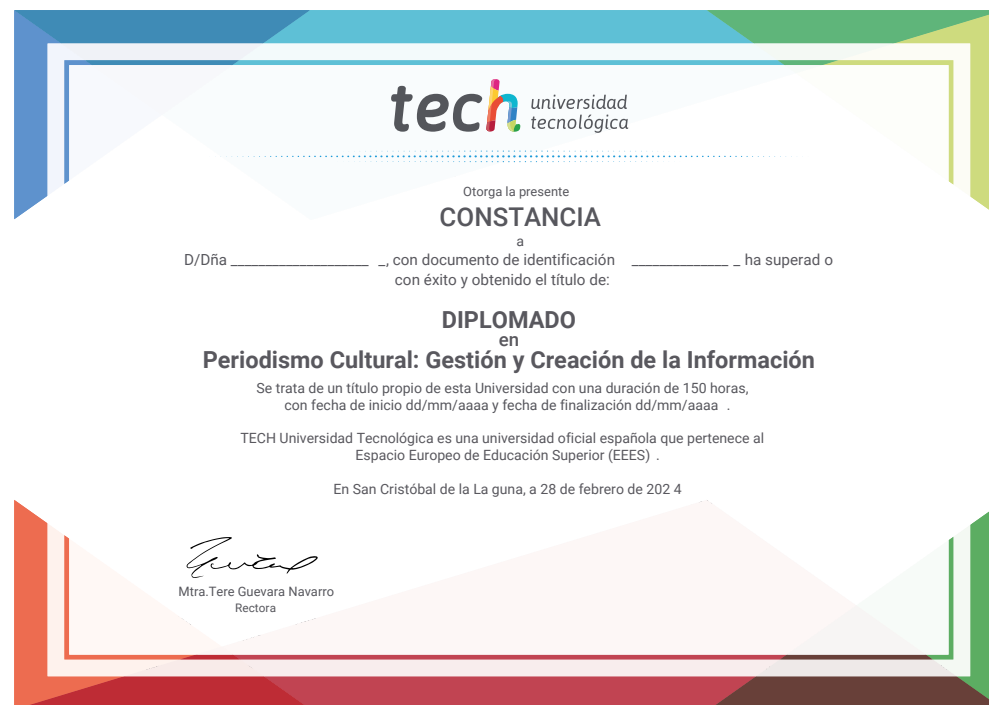 tech universidad
tecnológica
Otorga la presente
CONSTANCIA
a
D/Dña ____________________ _, con documento de identificación ______________ _ ha superad o
con éxito y obtenido el título de:
DIPLOMADO
en
Periodismo Cultural: Gestión y Creación de la Información
Se trata de un título propio de esta Universidad con una duración de 150 horas,
con fecha de inicio dd/mm/aaaa y fecha de finalización dd/mm/aaaa .
TECH Universidad Tecnológica es una universidad oficial española que pertenece al
Espacio Europeo de Educación Superior (EEES) .
En San Cristóbal de la La guna, a 28 de febrero de 202 4
Mtra.Tere Guevara Navarro
Rectora